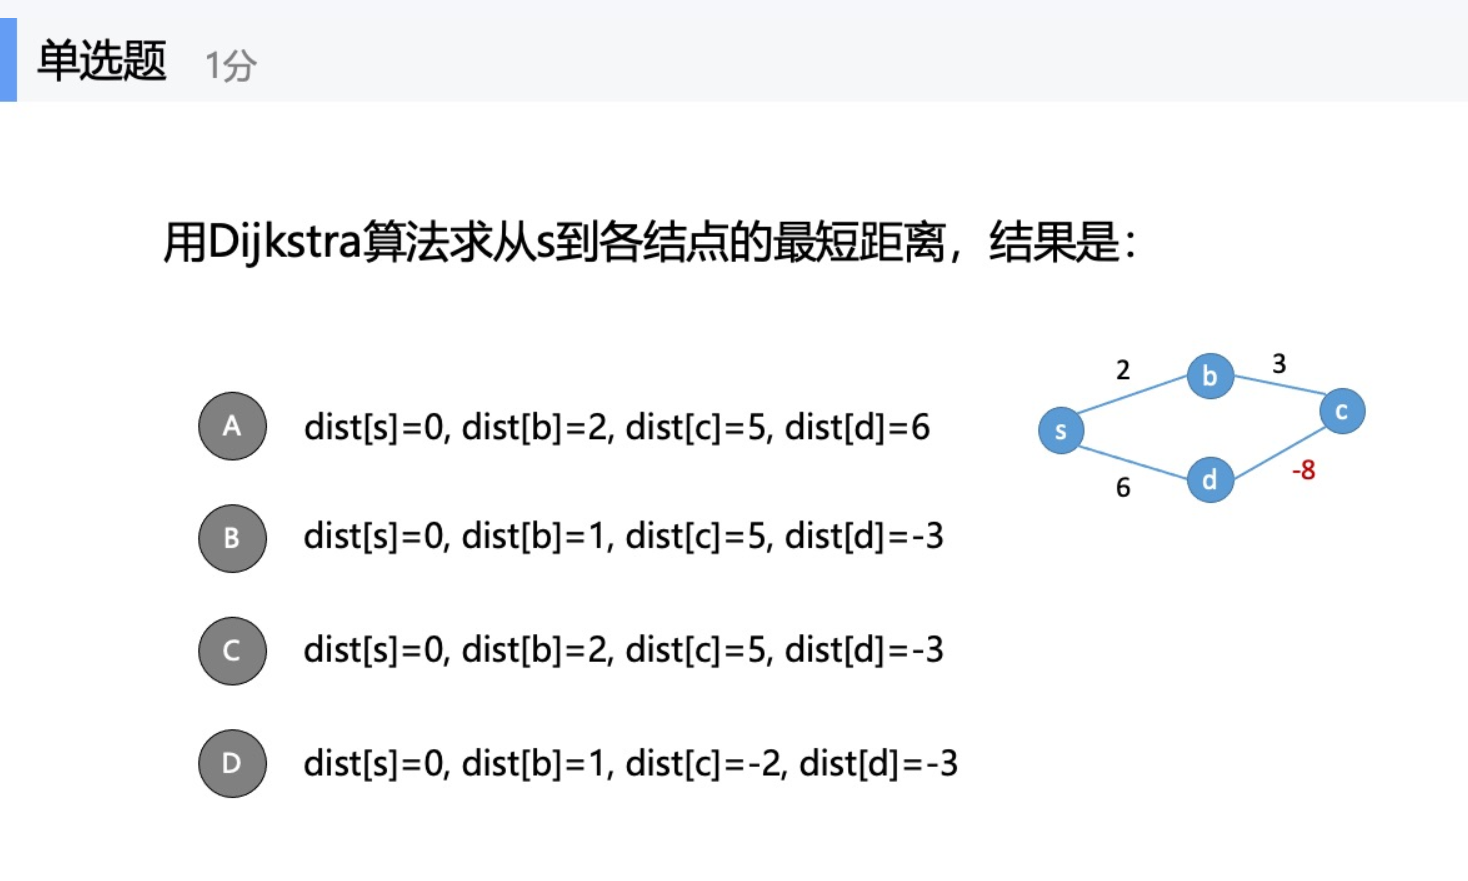 单选题 1分
用Dijkstra算法求从s到各结点的最短距离，结果是：
A dist[s]=0, dist[b]=2, dist[c]=5, dist[d]=6
B dist[s]=0, dist[b]=1, dist[c]=5, dist[d]=-3
C dist[s]=0, dist[b]=2, dist[c]=5, dist[d]=-3
D dist[s]=0, dist[b]=1, dist[c]=-2, dist[d]=-3
2 b 3
s c
6 d -8